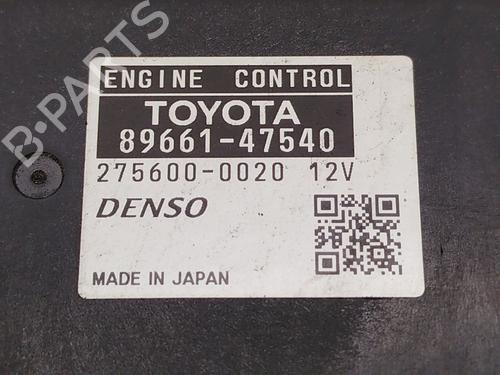 B-PARTS
ENGINE CONTROL
TOYOTA
89661-47540
275600-0020 12V
DENSO
MADE IN JAPAN